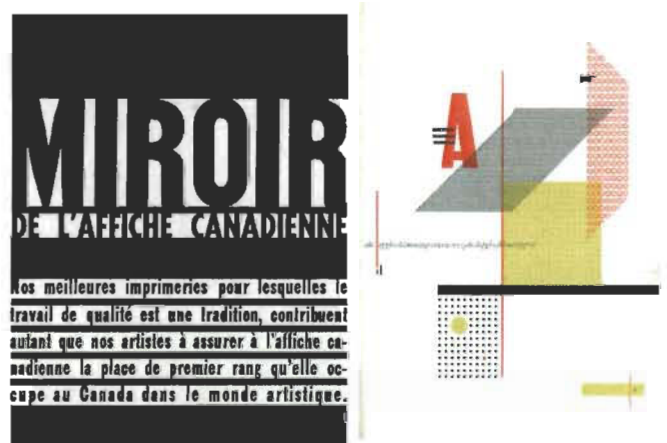 MIROIR
DE L'AFFICHE CANADIENNE
Nos meilleures imprimeries pour lesquelles le
travail de qualité est une tradition, contribuent
autant que nos artistes à assurer à l'affiche ca-
nadienne la place de premier rang qu'elle oc-
cupe au Canada dans le monde artistique.
A